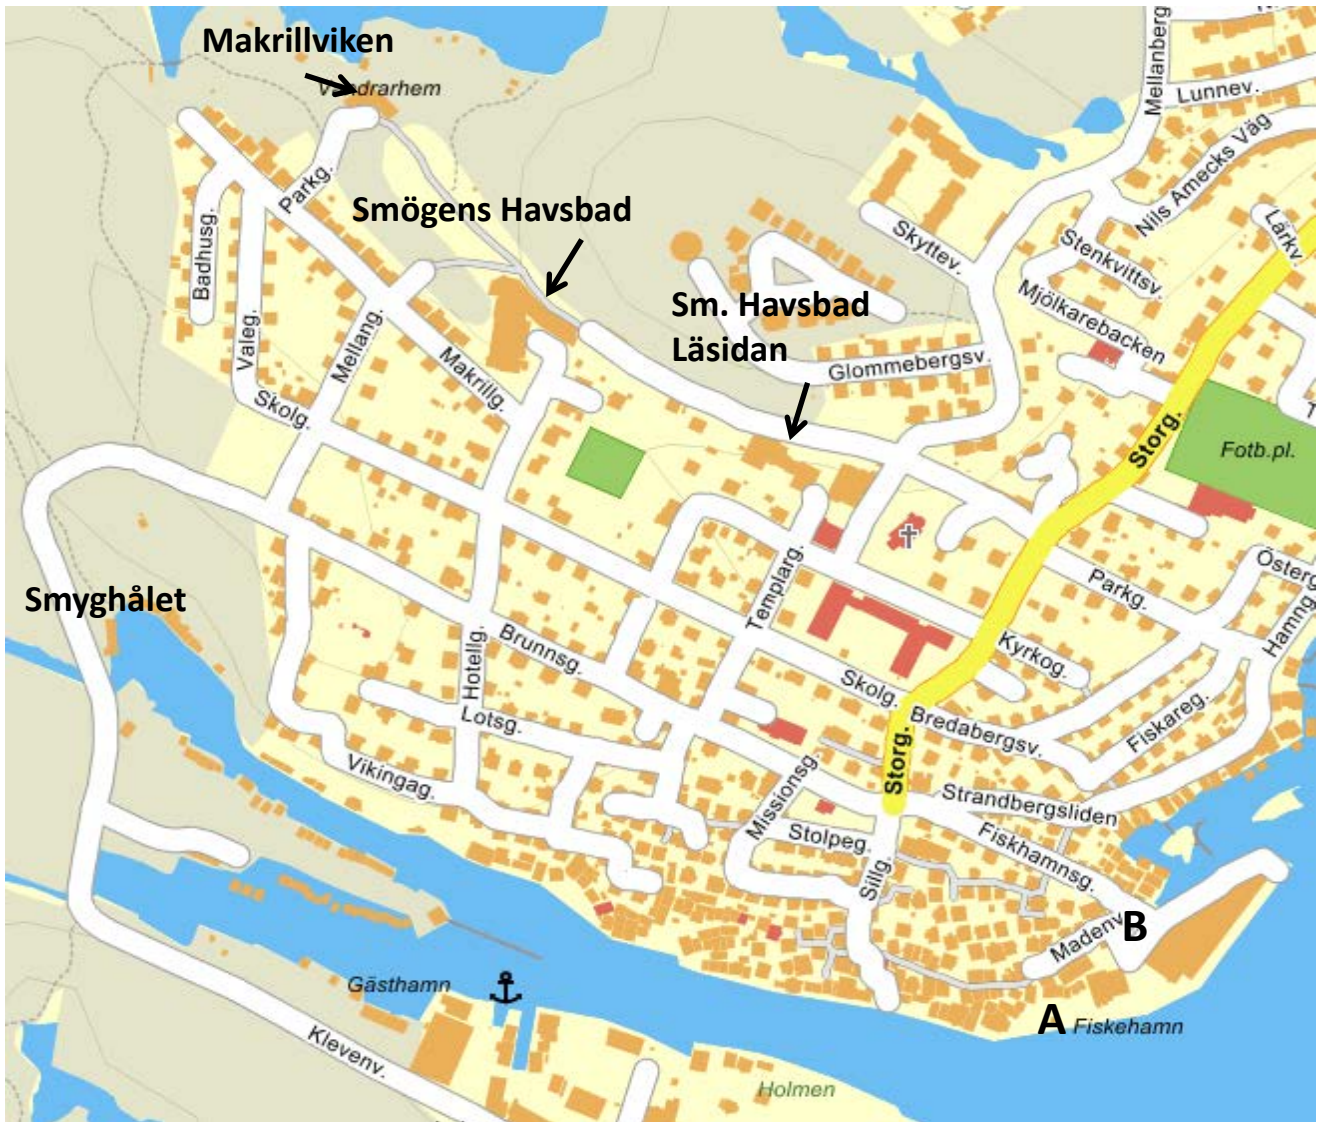 Makrillviken
Vandrarhem
Mellanberg
Lunnev.
Nils Amecks Väg
Parkg.
Smögens Havsbad
Badhusg.
Skyttev.
Stenkvittsv.
Lärkv.
Sm. Havsbad
Läsidan
Mjölkarebacken
Valeg.
Mellang.
Makrillg.
Glommebergsv.
Skolg.
Storg.
Fotb.pl.
Smyghålet
Templarg.
Parkg.
Österg
Hamng
Brunnsg.
Hotellg.
Kyrkog.
Skolg.
Bredabergsv.
Fiskareg.
Lotsg.
Storg.
Vikingag.
Missionsg.
Strandbergsliden
Stolpeg.
Fiskhamnsg.
Sillg.
Madenv.
B
Gästhamn
A Fiskehamn
Klevenv.
Holmen